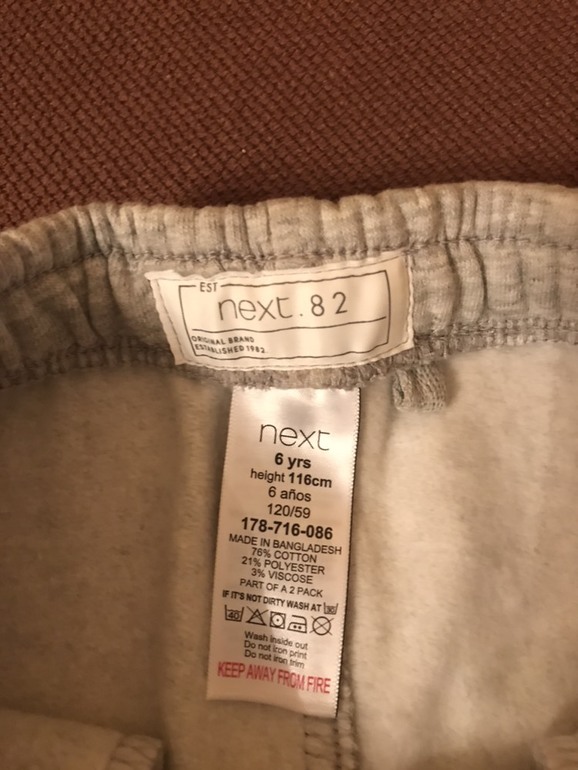 EST
next.82
ORIGINAL BRAND
ESTABLISHED 1982
next
6 yrs
height 116cm
6 años
120/59
178-716-086
MADE IN BANGLADESH
76% COTTON
21% POLYESTER
3% VISCOSE
PART OF A 2 PACK
IF IT'S NOT DIRTY WASH AT 30
40
Wash inside out
Do not iron print
Do not iron trim
KEEP AWAY FROM FIRE